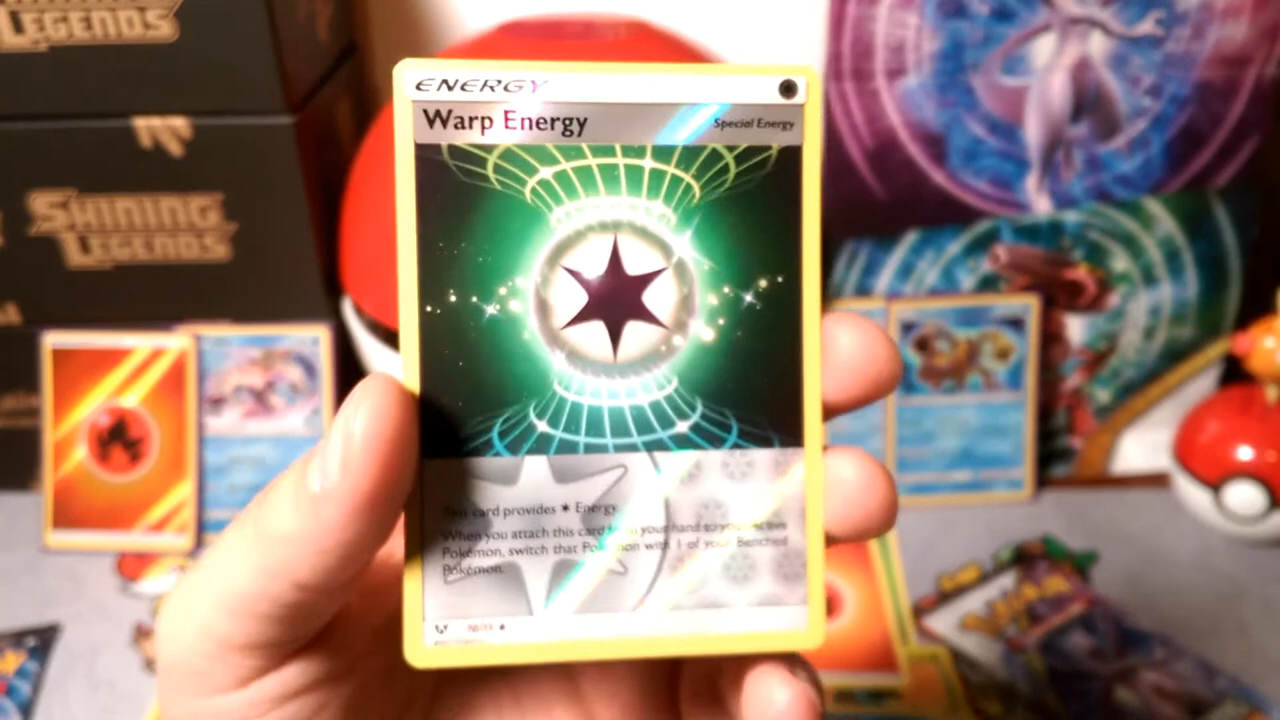 SHINING
LEGENDS
SHINING
LEGENDS
ENERGY
Warp Energy
Special Energy
card provides ✶ Energy.
When you attach this card from your hand to your Active
Pokémon, switch that Pokémon with 1 of your Benched
Pokémon.